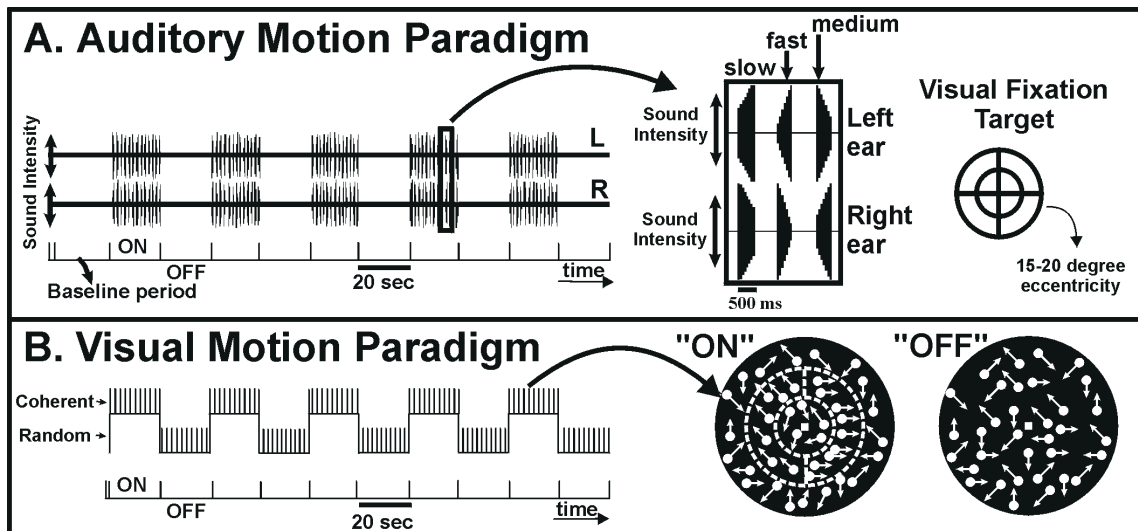 A. Auditory Motion Paradigm
Sound Intensity
L
R
ON
OFF
20 sec
time
Baseline period
slow
fast
medium
Sound
Intensity
Left
ear
Sound
Intensity
Right
ear
500 ms
Visual Fixation
Target
15-20 degree
eccentricity
B. Visual Motion Paradigm
"ON"
"OFF"
Coherent
Random
ON
OFF
20 sec
time